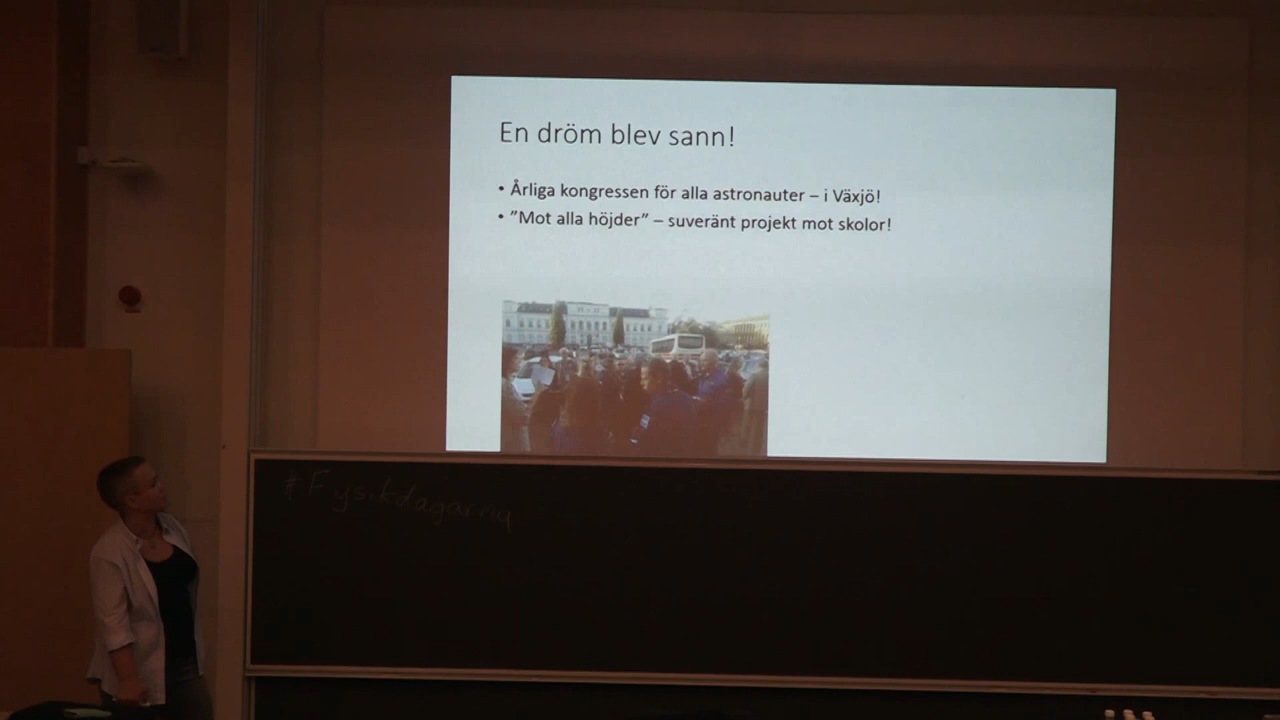 En dröm blev sann!
• Årliga kongressen för alla astronauter – i Växjö!
• ”Mot alla höjder” – suveränt projekt mot skolor!
#Fysikdagarna